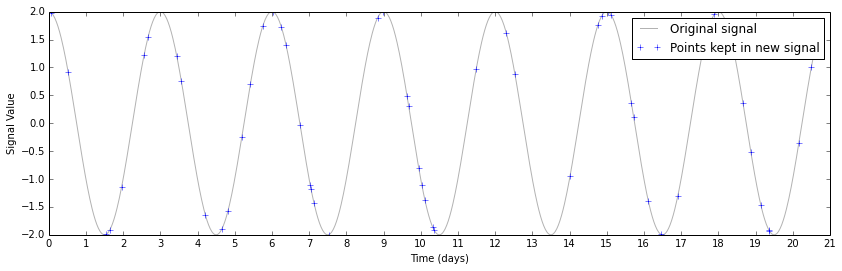 Original signal
Points kept in new signal
2.0
1.5
1.0
0.5
0.0
−0.5
−1.0
−1.5
−2.0
Signal Value
0 1 2 3 4 5 6 7 8 9 10 11 12 13 14 15 16 17 18 19 20 21
Time (days)